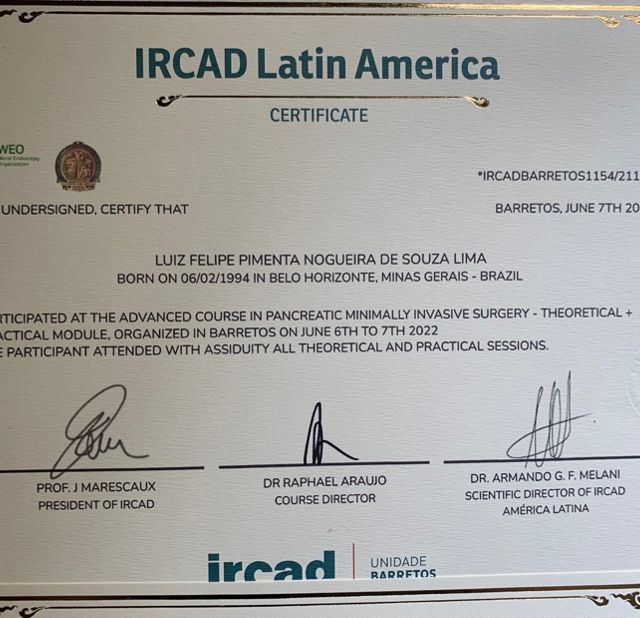 IRCAD Latin America
CERTIFICATE
WEO
World Endoscopy
Organization
*IRCADBARRETOS1154/211
UNDERSIGNED, CERTIFY THAT
BARRETOS, JUNE 7TH 20
LUIZ FELIPE PIMENTA NOGUEIRA DE SOUZA LIMA
BORN ON 06/02/1994 IN BELO HORIZONTE, MINAS GERAIS - BRAZIL
RTICIPATED AT THE ADVANCED COURSE IN PANCREATIC MINIMALLY INVASIVE SURGERY - THEORETICAL +
ACTICAL MODULE, ORGANIZED IN BARRETOS ON JUNE 6TH TO 7TH 2022
E PARTICIPANT ATTENDED WITH ASSIDUITY ALL THEORETICAL AND PRACTICAL SESSIONS.
PROF. J MARESCAUX
PRESIDENT OF IRCAD
DR RAPHAEL ARAUJO
COURSE DIRECTOR
DR. ARMANDO G. F. MELANI
SCIENTIFIC DIRECTOR OF IRCAD
AMÉRICA LATINA
ircad
UNIDADE
BARRETOS